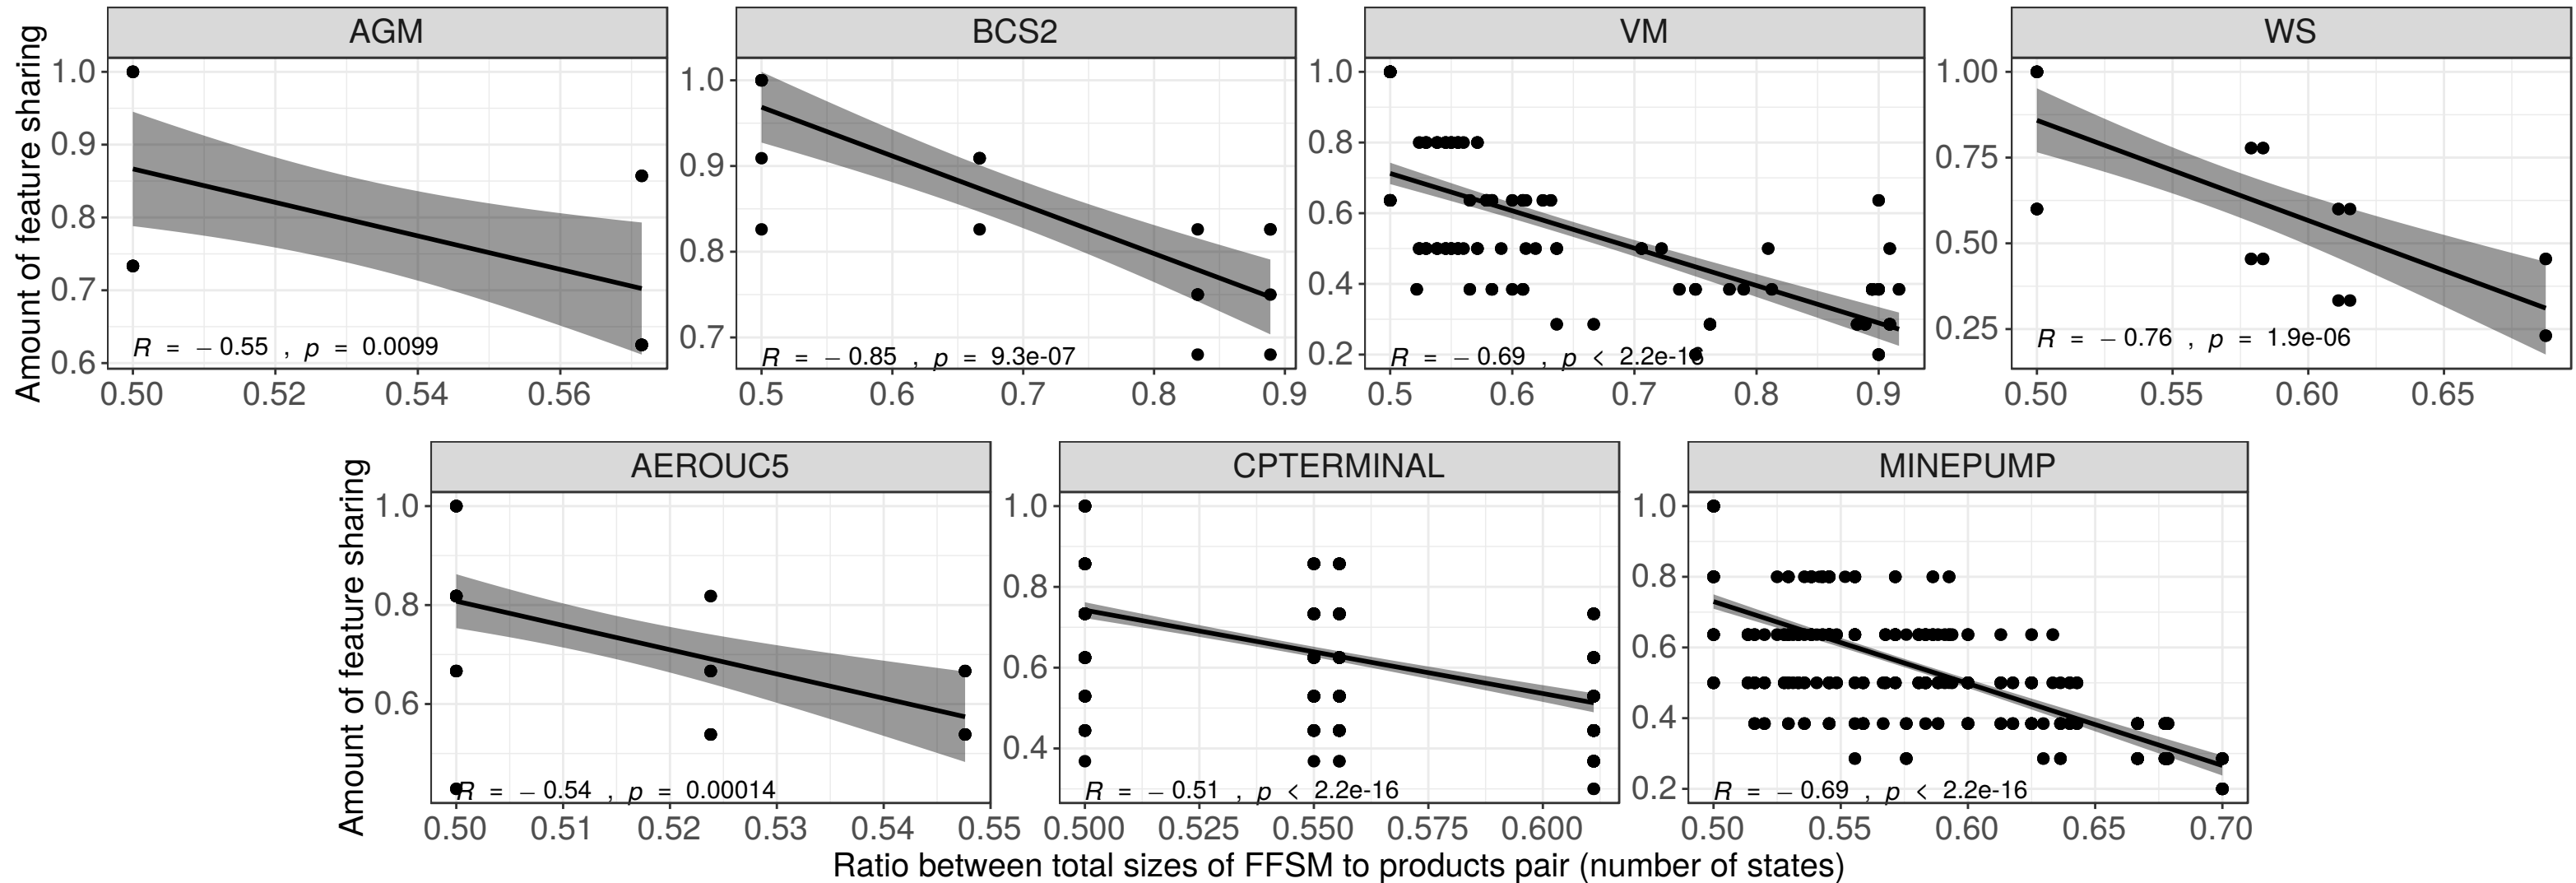 AGM
BCS2
VM
WS
Amount of feature sharing
1.0
0.9
0.8
0.7
0.6
R = − 0.55 , p = 0.0099
0.50 0.52 0.54 0.56
1.0
0.9
0.8
0.7
R = − 0.85 , p = 9.3e-07
0.5 0.6 0.7 0.8 0.9
1.0
0.8
0.6
0.4
0.2
R = − 0.69 , p < 2.2e-16
0.5 0.6 0.7 0.8 0.9
1.00
0.75
0.50
0.25
R = − 0.76 , p = 1.9e-06
0.50 0.55 0.60 0.65
AEROUC5
CPTERMINAL
MINEPUMP
Amount of feature sharing
1.0
0.8
0.6
R = − 0.54 , p = 0.00014
0.50 0.51 0.52 0.53 0.54 0.55
1.0
0.8
0.6
0.4
R = − 0.51 , p < 2.2e-16
0.500 0.525 0.550 0.575 0.600
1.0
0.8
0.6
0.4
0.2
R = − 0.69 , p < 2.2e-16
0.50 0.55 0.60 0.65 0.70
Ratio between total sizes of FFSM to products pair (number of states)